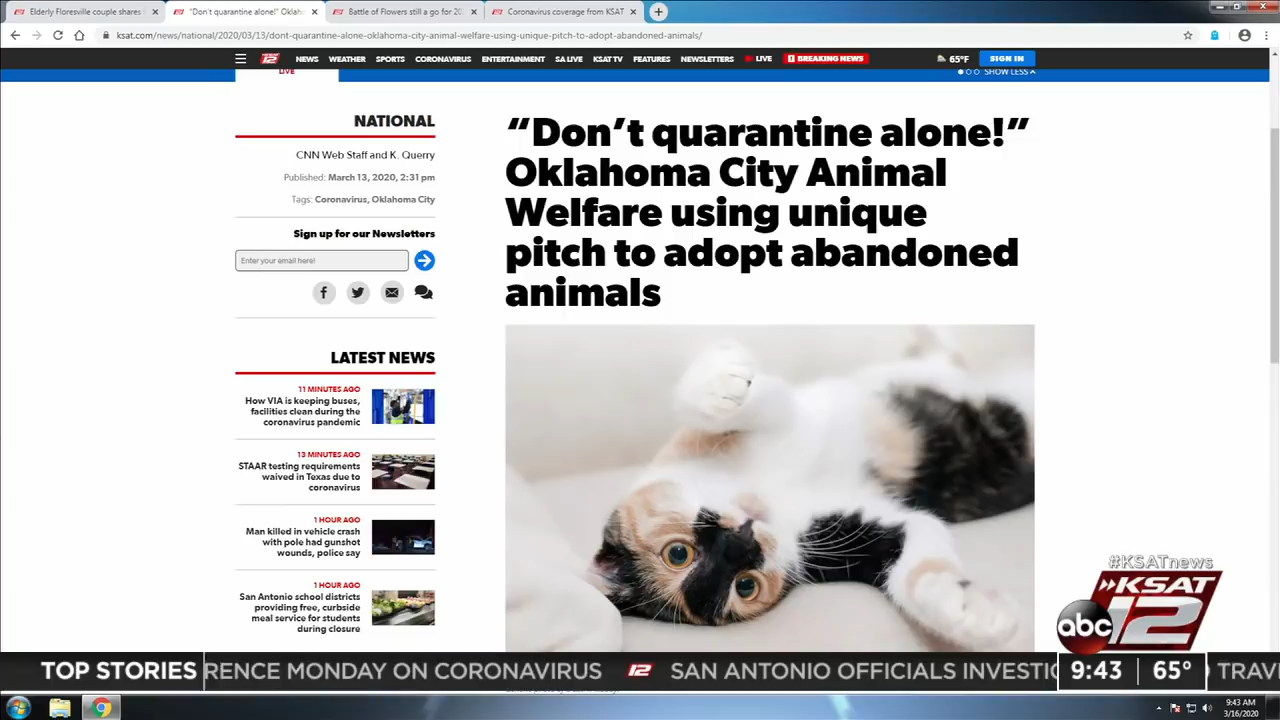 Elderly Floresville couple shares
"Don't quarantine alone!" Oklaho
Battle of Flowers still a go for 20
Coronavirus coverage from KSAT
ksat.com/news/national/2020/03/13/dont-quarantine-alone-oklahoma-city-animal-welfare-using-unique-pitch-to-adopt-abandoned-animals/
KSAT 12 NEWS WEATHER SPORTS CORONAVIRUS ENTERTAINMENT SA LIVE KSAT TV FEATURES NEWSLETTERS LIVE BREAKING NEWS 65°F SIGN IN
LIVE
SHOW LESS
NATIONAL
CNN Web Staff and K. Querry
Published: March 13, 2020, 2:31 pm
Tags: Coronavirus, Oklahoma City
Sign up for our Newsletters
Enter your email here!
LATEST NEWS
11 MINUTES AGO
How VIA is keeping buses,
facilities clean during the
coronavirus pandemic
13 MINUTES AGO
STAAR testing requirements
waived in Texas due to
coronavirus
1 HOUR AGO
Man killed in vehicle crash
with pole had gunshot
wounds, police say
1 HOUR AGO
San Antonio school districts
providing free, curbside
meal service for students
during closure
“Don’t quarantine alone!”
Oklahoma City Animal
Welfare using unique
pitch to adopt abandoned
animals
#KSATnews
KSAT
abc 12
TOP STORIES RENCE MONDAY ON CORONAVIRUS 12 SAN ANTONIO OFFICIALS INVESTIG 9:43 65° TRAV
9:43 AM
3/16/2020